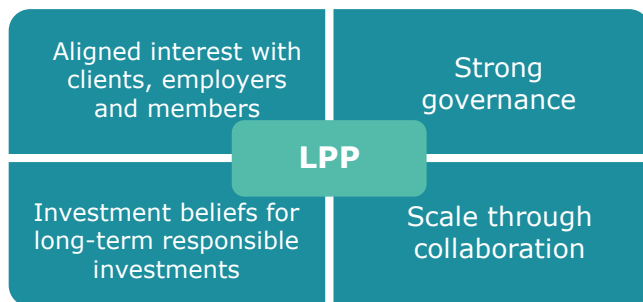 Aligned interest with
clients, employers
and members
Strong
governance
LPP
Investment beliefs for
long-term responsible
investments
Scale through
collaboration